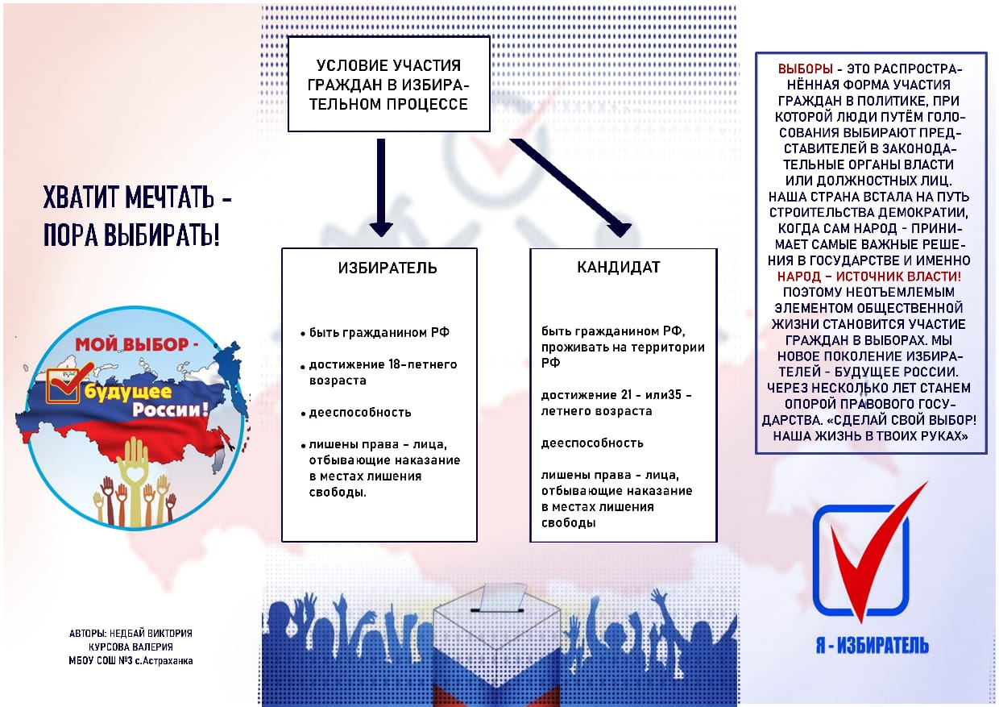 ХВАТИТ МЕЧТАТЬ -
ПОРА ВЫБИРАТЬ!
МОЙ ВЫБОР -
будущее
России!
АВТОРЫ: НЕДБАЙ ВИКТОРИЯ
КУРСОВА ВАЛЕРИЯ
МБОУ СОШ №3 с.Астраханка
УСЛОВИЕ УЧАСТИЯ
ГРАЖДАН В ИЗБИРА-
ТЕЛЬНОМ ПРОЦЕССЕ
ИЗБИРАТЕЛЬ
• быть гражданином РФ
• достижение 18-летнего
возраста
• дееспособность
• лишены права - лица,
отбывающие наказание
в местах лишения
свободы.
КАНДИДАТ
быть гражданином РФ,
проживать на территории
РФ
достижение 21 - или35 -
летнего возраста
дееспособность
лишены права - лица,
отбывающие наказание
в местах лишения
свободы
ВЫБОРЫ - ЭТО РАСПРОСТРА-
НЁННАЯ ФОРМА УЧАСТИЯ
ГРАЖДАН В ПОЛИТИКЕ, ПРИ
КОТОРОЙ ЛЮДИ ПУТЁМ ГОЛО-
СОВАНИЯ ВЫБИРАЮТ ПРЕД-
СТАВИТЕЛЕЙ В ЗАКОНОДА-
ТЕЛЬНЫЕ ОРГАНЫ ВЛАСТИ
ИЛИ ДОЛЖНОСТНЫХ ЛИЦ.
НАША СТРАНА ВСТАЛА НА ПУТЬ
СТРОИТЕЛЬСТВА ДЕМОКРАТИИ,
КОГДА САМ НАРОД - ПРИНИ-
МАЕТ САМЫЕ ВАЖНЫЕ РЕШЕ-
НИЯ В ГОСУДАРСТВЕ И ИМЕННО
НАРОД – ИСТОЧНИК ВЛАСТИ!
ПОЭТОМУ НЕОТЪЕМЛЕМЫМ
ЭЛЕМЕНТОМ ОБЩЕСТВЕННОЙ
ЖИЗНИ СТАНОВИТСЯ УЧАСТИЕ
ГРАЖДАН В ВЫБОРАХ. МЫ
НОВОЕ ПОКОЛЕНИЕ ИЗБИРА-
ТЕЛЕЙ - БУДУЩЕЕ РОССИИ.
ЧЕРЕЗ НЕСКОЛЬКО ЛЕТ СТАНЕМ
ОПОРОЙ ПРАВОВОГО ГОСУ-
ДАРСТВА. «СДЕЛАЙ СВОЙ ВЫБОР!
НАША ЖИЗНЬ В ТВОИХ РУКАХ»
Я - ИЗБИРАТЕЛЬ